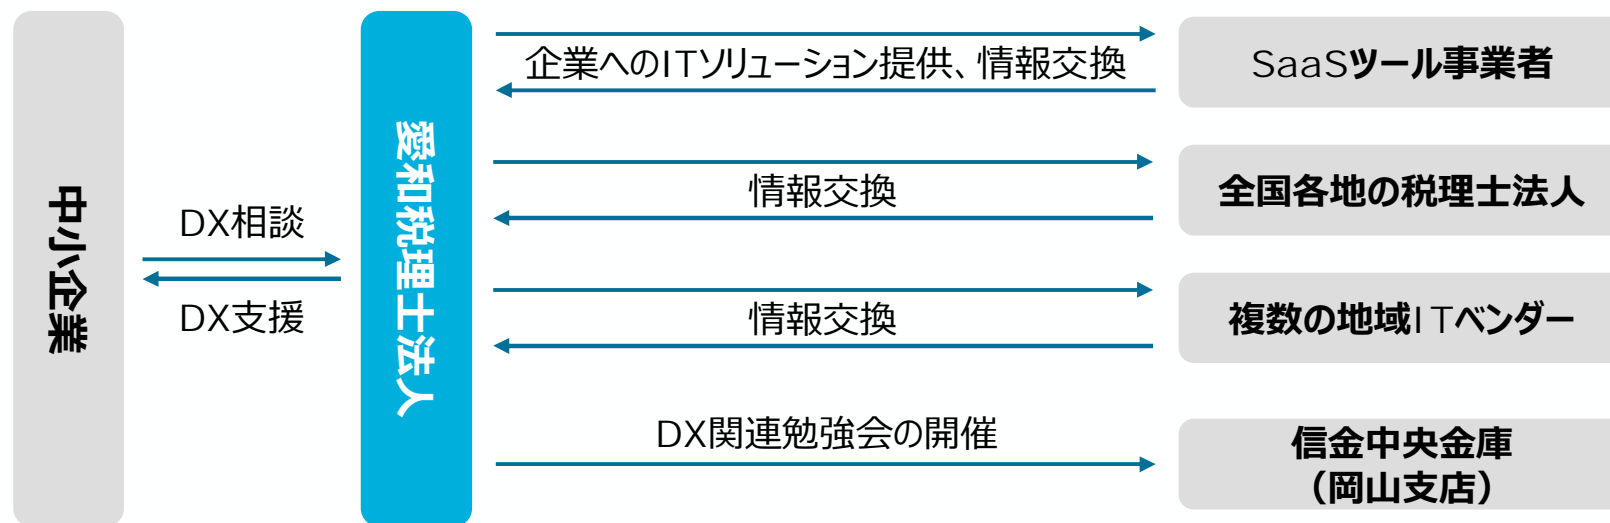 中小企業
DX相談
DX支援
愛和税理士法人
企業へのITソリューション提供、情報交換
SaaSツール事業者
情報交換
全国各地の税理士法人
情報交換
複数の地域ITベンダー
DX関連勉強会の開催
信金中央金庫
（岡山支店）